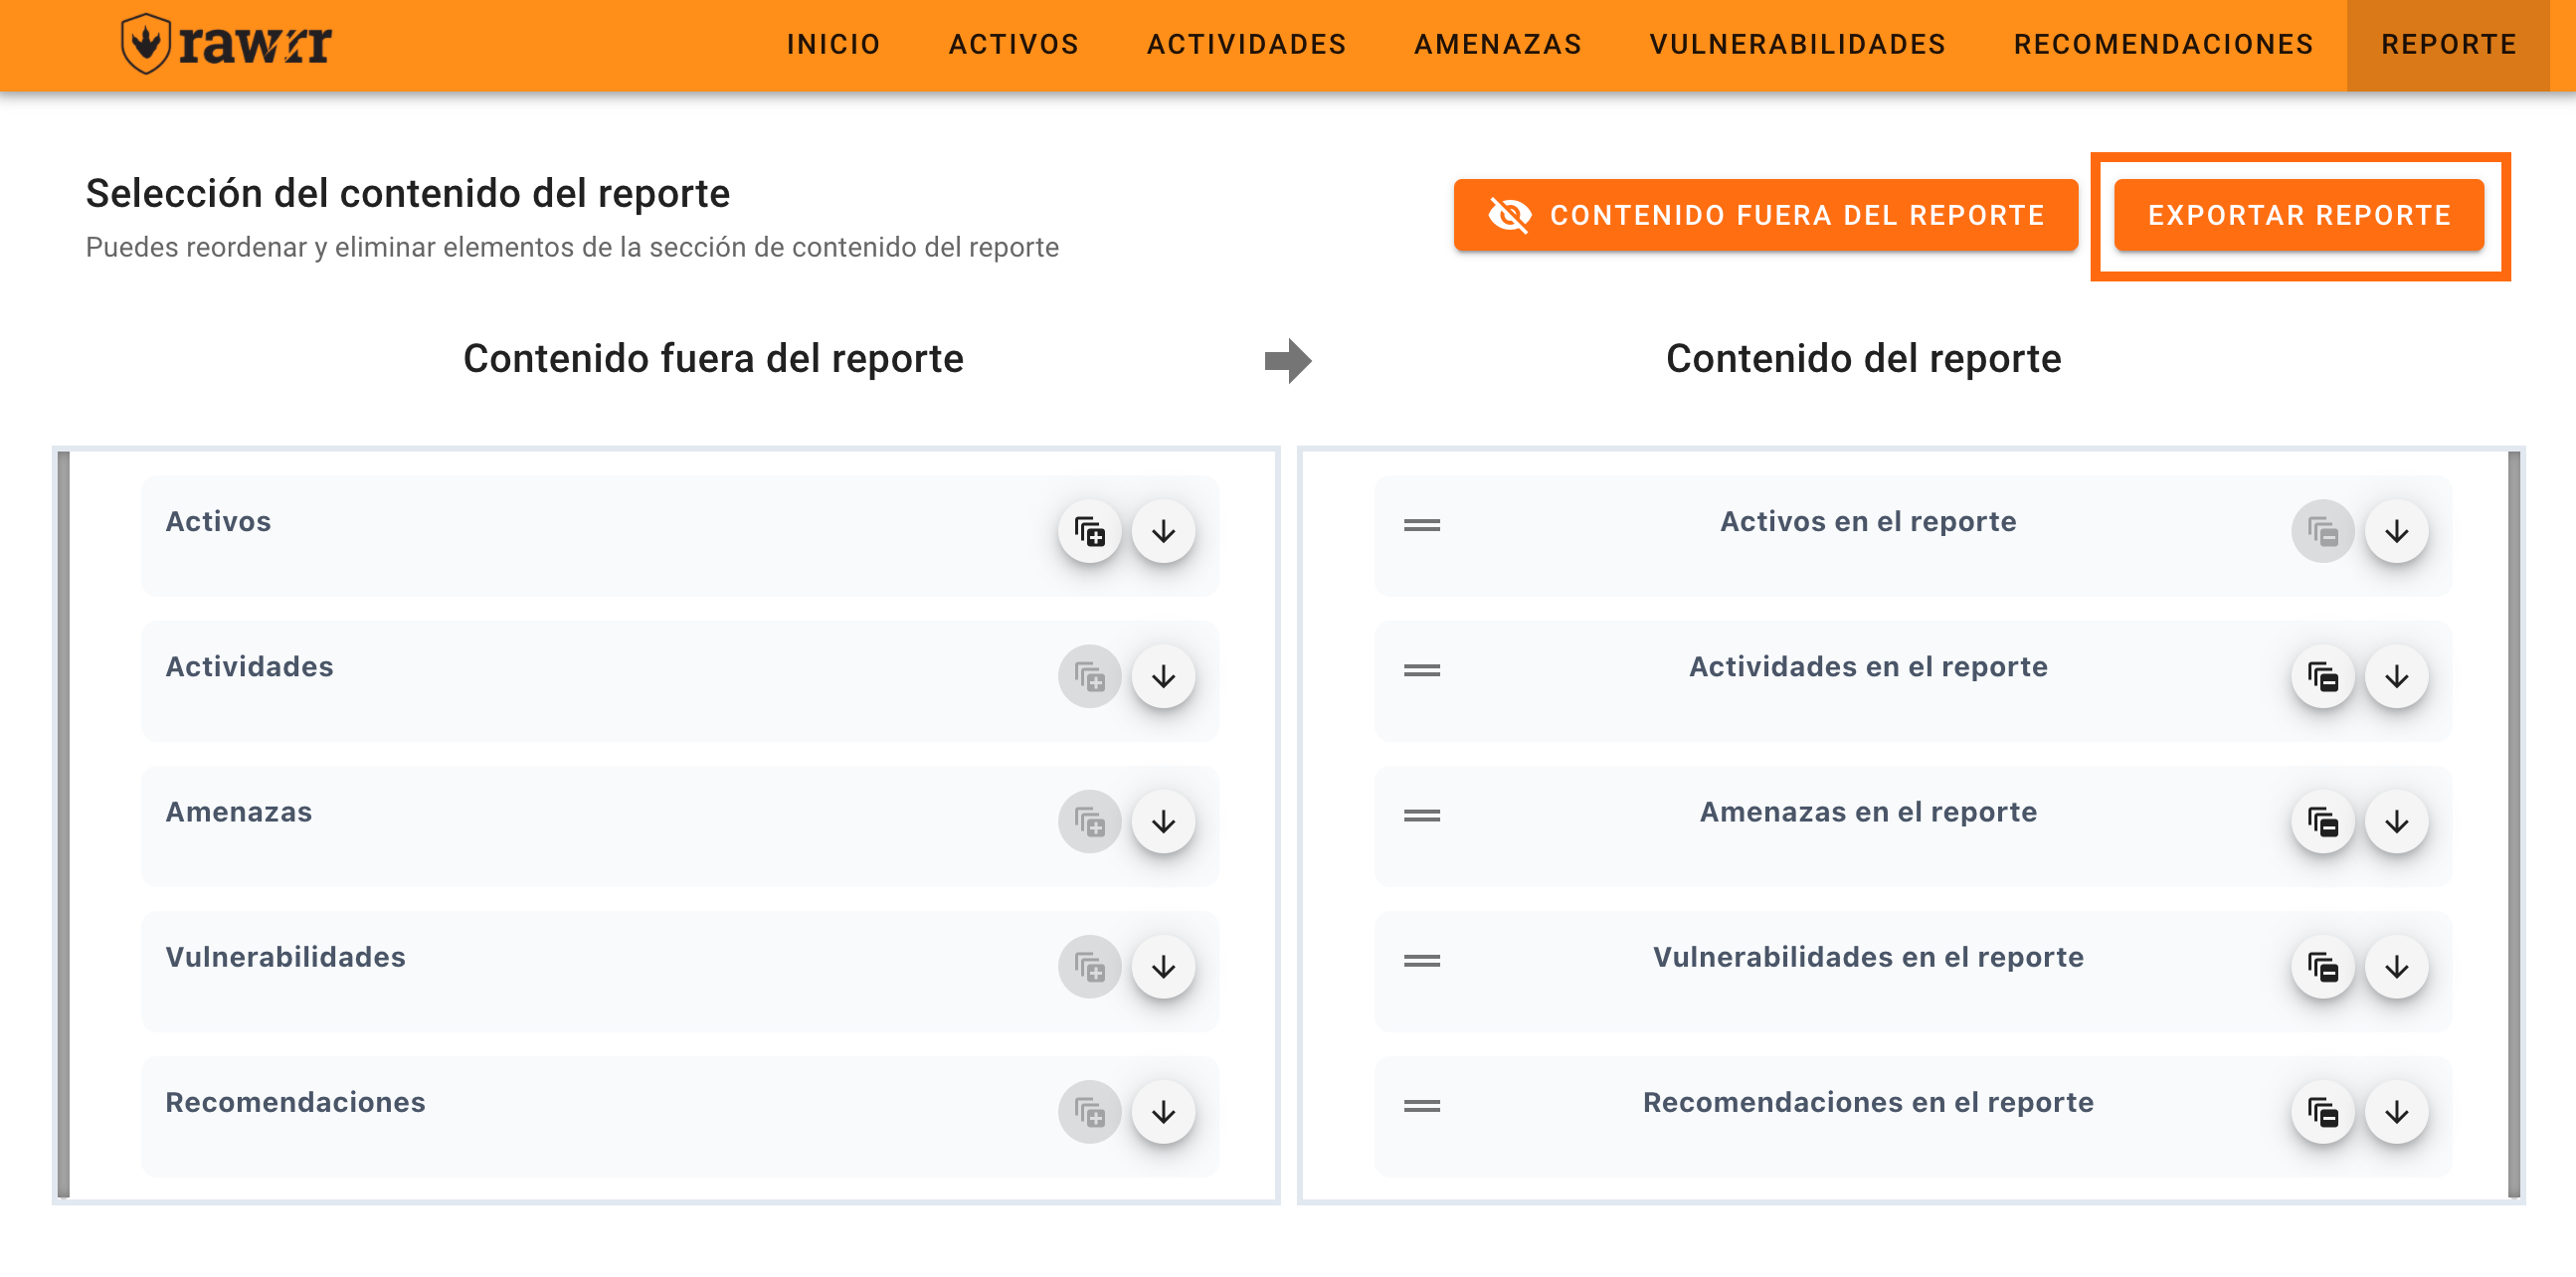 rawrr
INICIO ACTIVOS ACTIVIDADES AMENAZAS VULNERABILIDADES RECOMENDACIONES REPORTE
Selección del contenido del reporte
Puedes reordenar y eliminar elementos de la sección de contenido del reporte
CONTENIDO FUERA DEL REPORTE
EXPORTAR REPORTE
Contenido fuera del reporte
Contenido del reporte
Activos
Activos en el reporte
Actividades
Actividades en el reporte
Amenazas
Amenazas en el reporte
Vulnerabilidades
Vulnerabilidades en el reporte
Recomendaciones
Recomendaciones en el reporte